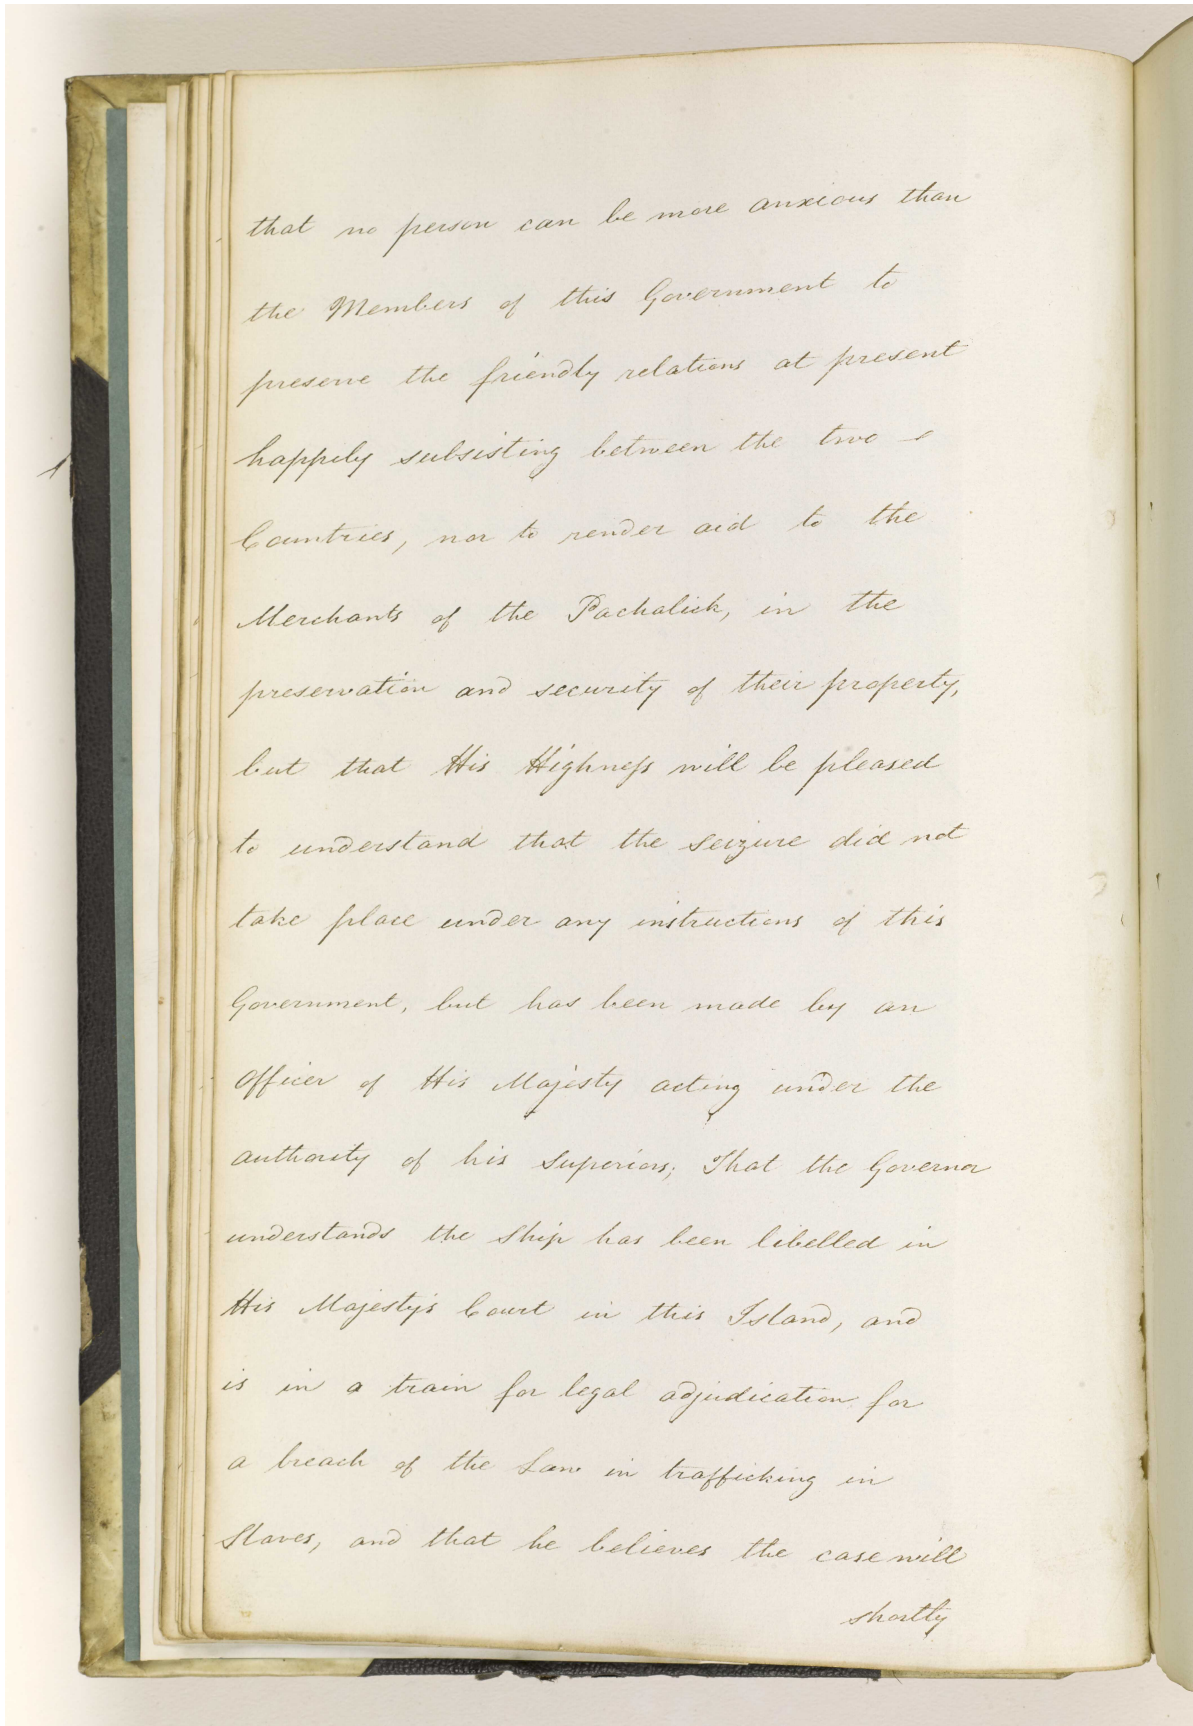 that no person can be more anxious than
the Members of this Government to
preserve the friendly relations at present
happily subsisting between the two
Countries, nor to render aid to the
Merchants of the Pachalick, in the
preservation and security of their property,
but that His Highness will be pleased
to understand that the seizure did not
take place under any instructions of this
Government, but has been made by an
Officer of His Majesty acting under the
authority of his Superiors; That the Governor
understands the Ship has been libelled in
His Majesty's Court in this Island, and
is in a train for legal adjudication for
a breach of the Law in trafficking in
Slaves, and that he believes the case will
shortly